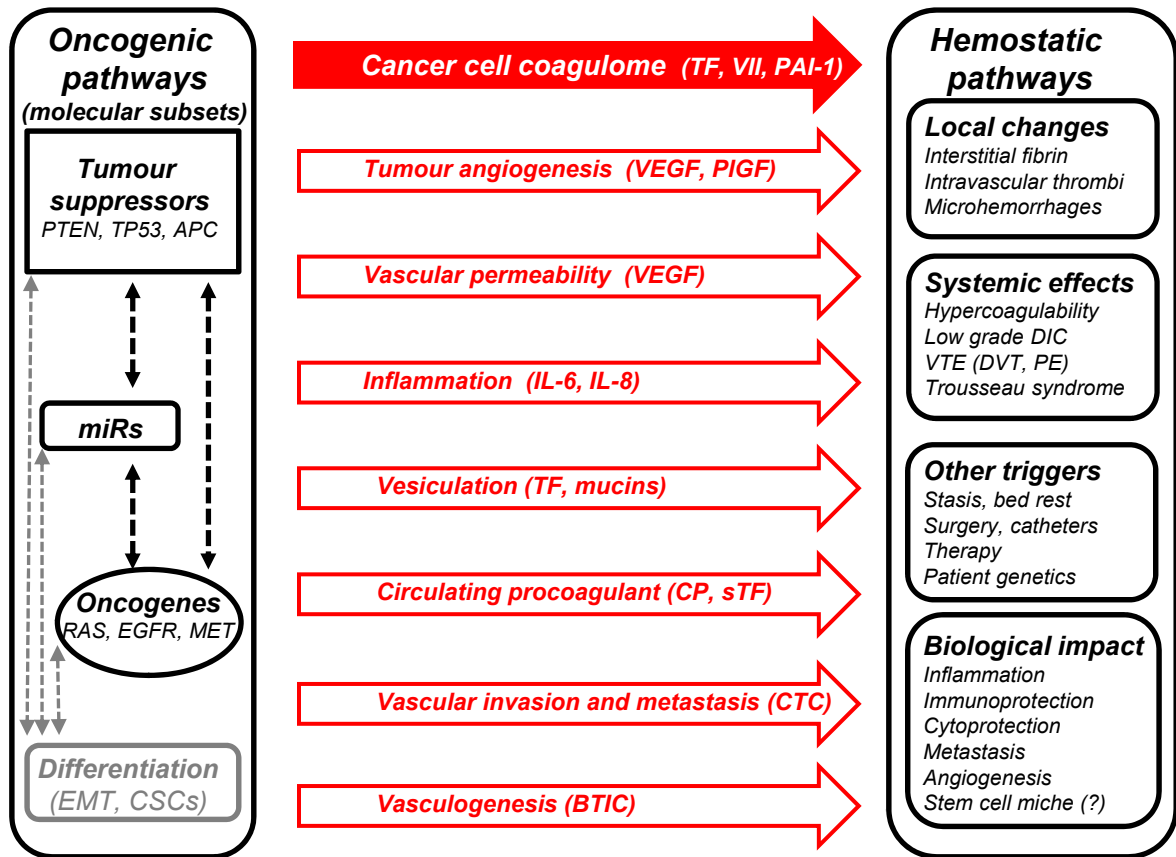 Oncogenic
pathways
(molecular subsets)
Tumour
suppressors
PTEN, TP53, APC
miRs
Oncogenes
RAS, EGFR, MET
Differentiation
(EMT, CSCs)
Cancer cell coagulome (TF, VII, PAI-1)
Tumour angiogenesis (VEGF, PIGF)
Vascular permeability (VEGF)
Inflammation (IL-6, IL-8)
Vesiculation (TF, mucins)
Circulating procoagulant (CP, sTF)
Vascular invasion and metastasis (CTC)
Vasculogenesis (BTIC)
Hemostatic
pathways
Local changes
Interstitial fibrin
Intravascular thrombi
Microhemorrhages
Systemic effects
Hypercoagulability
Low grade DIC
VTE (DVT, PE)
Trousseau syndrome
Other triggers
Stasis, bed rest
Surgery, catheters
Therapy
Patient genetics
Biological impact
Inflammation
Immunoprotection
Cytoprotection
Metastasis
Angiogenesis
Stem cell miche (?)